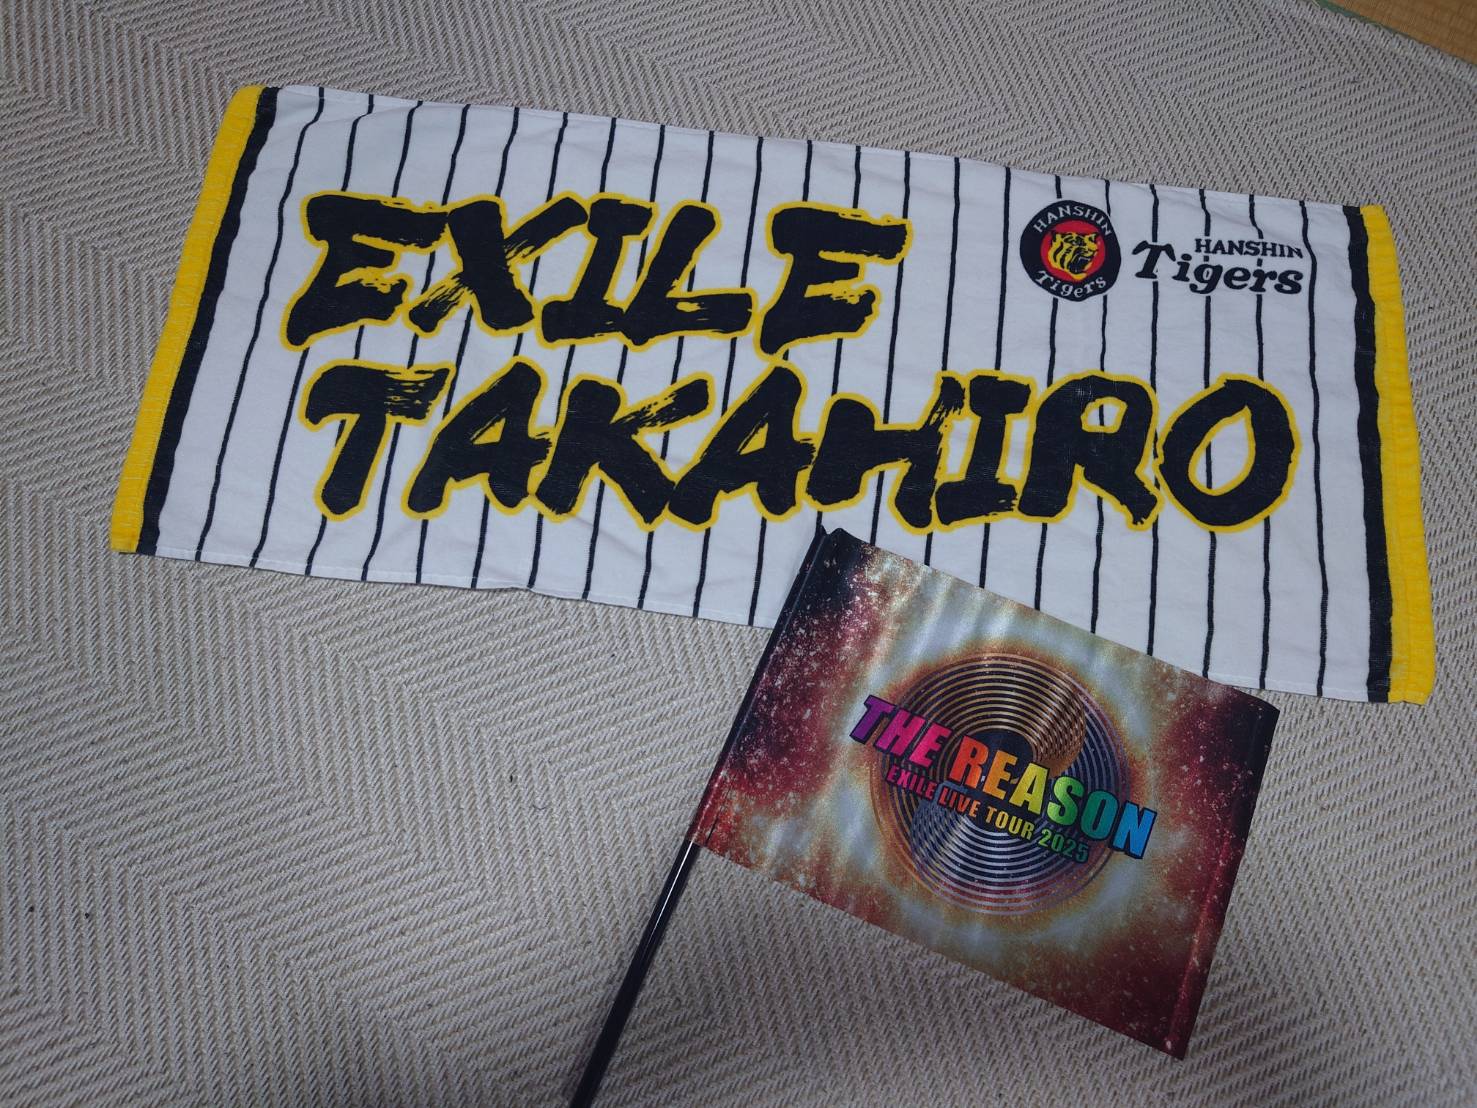 EXILE
TAKAHIRO
HANSHIN
Tigers
HANSHIN
Tigers
THE REASON
EXILE LIVE TOUR 2025